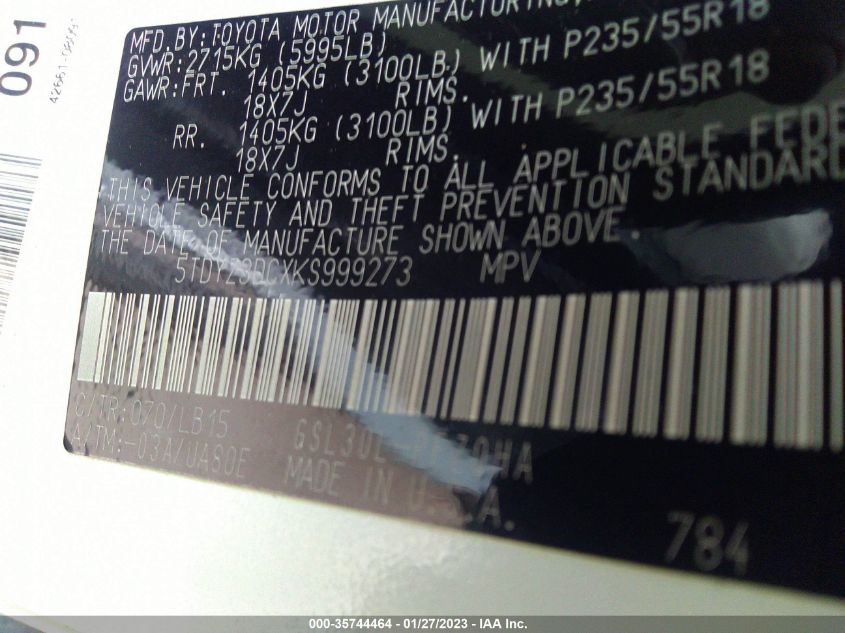 091
MFD. BY: TOYOTA MOTOR MANUFACTURING,
GVWR: 2715KG (5995LB)
GAWR: FRT. 1405KG (3100LB) WITH P235/55R18
18X7J RIMS.
RR. 1405KG (3100LB) WITH P235/55R18
18X7J RIMS.
THIS VEHICLE CONFORMS TO ALL APPLICABLE FEDE
VEHICLE SAFETY AND THEFT PREVENTION STANDARD
THE DATE OF MANUFACTURE SHOWN ABOVE.
5TDYZ3DCXKS999273 MPV
C/TR: 070/LB15
A/TM: -03A/UA80E MADE IN U.S.A.
784
000-35744464 - 01/27/2023 - IAA Inc.